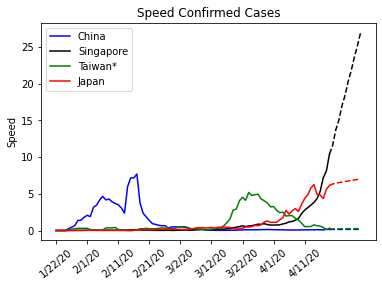 Speed Confirmed Cases
China
Singapore
Taiwan*
Japan
Speed
25
20
15
10
5
0
1/22/20 2/1/20 2/11/20 2/21/20 3/2/20 3/12/20 3/22/20 4/1/20 4/11/20